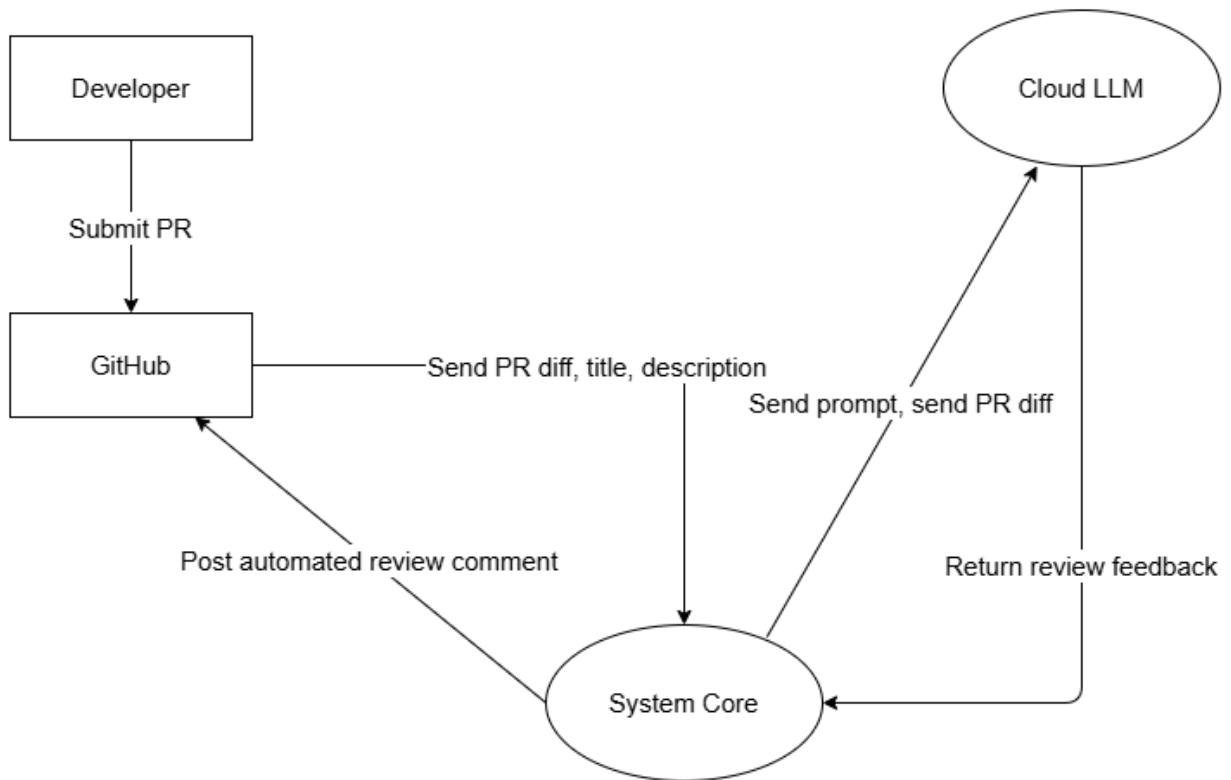 Developer
Cloud LLM
Submit PR
GitHub
Send PR diff, title, description
Send prompt, send PR diff
Post automated review comment
Return review feedback
System Core